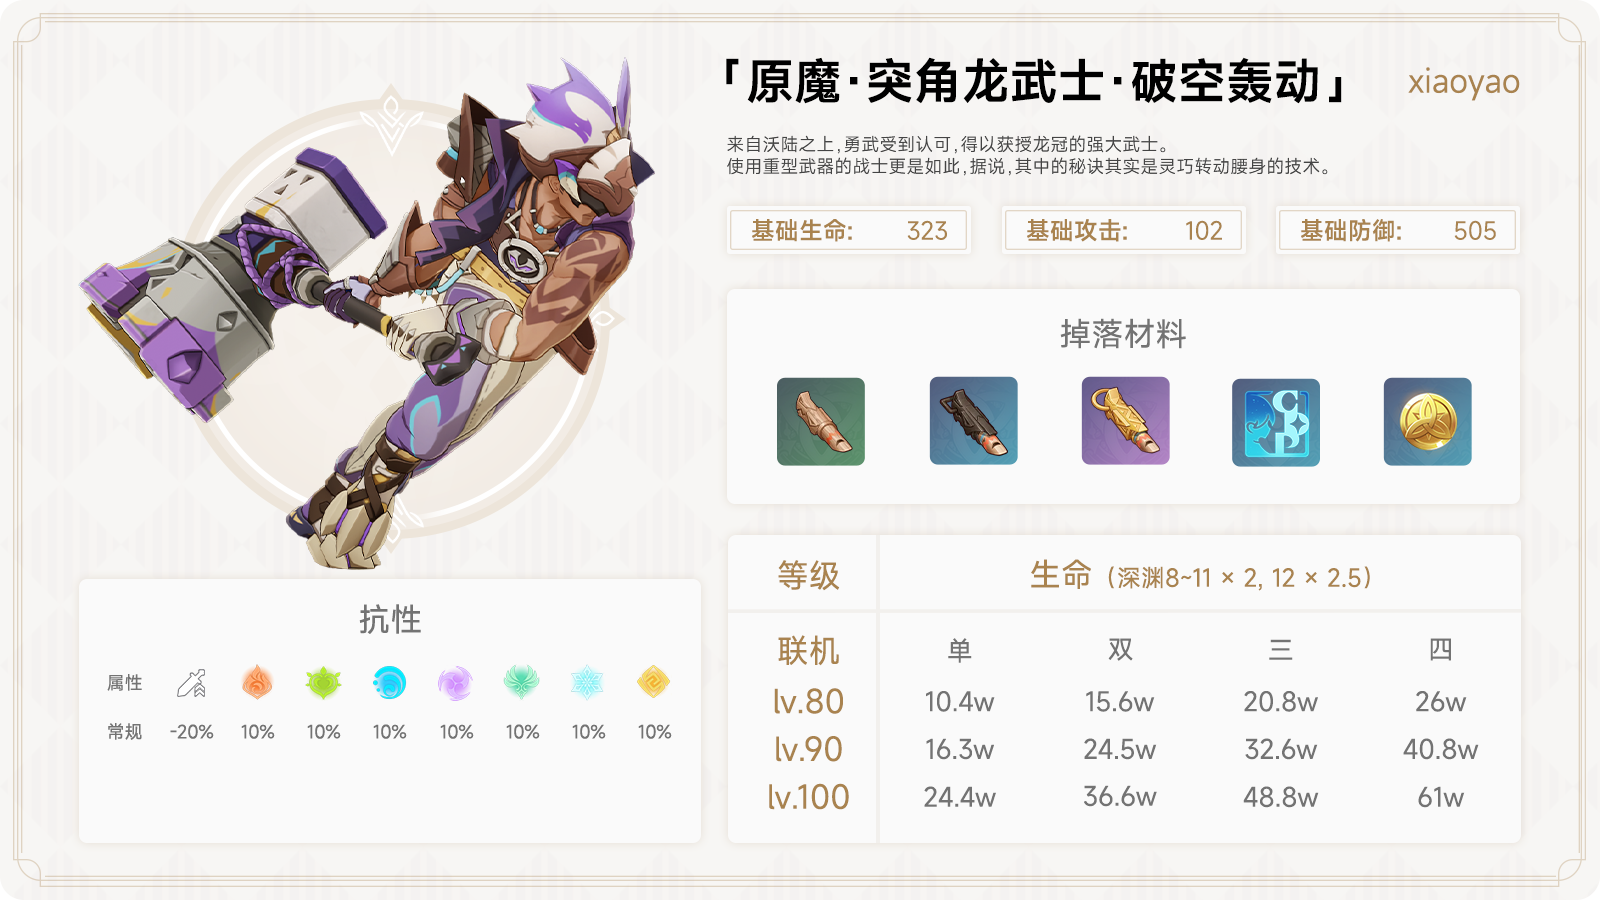 「原魔·突角龙武士·破空轰动」 xiaoyao
来自沃陆之上,勇武受到认可,得以获授龙冠的强大武士。
使用重型武器的战士更是如此,据说,其中的秘诀其实是灵巧转动腰身的技术。
基础生命: 323 基础攻击: 102 基础防御: 505
掉落材料
抗性
属性
常规 -20% 10% 10% 10% 10% 10% 10% 10%
等级 生命（深渊8~11 × 2, 12 × 2.5）
联机 单 双 三 四
lv.80 10.4w 15.6w 20.8w 26w
lv.90 16.3w 24.5w 32.6w 40.8w
lv.100 24.4w 36.6w 48.8w 61w